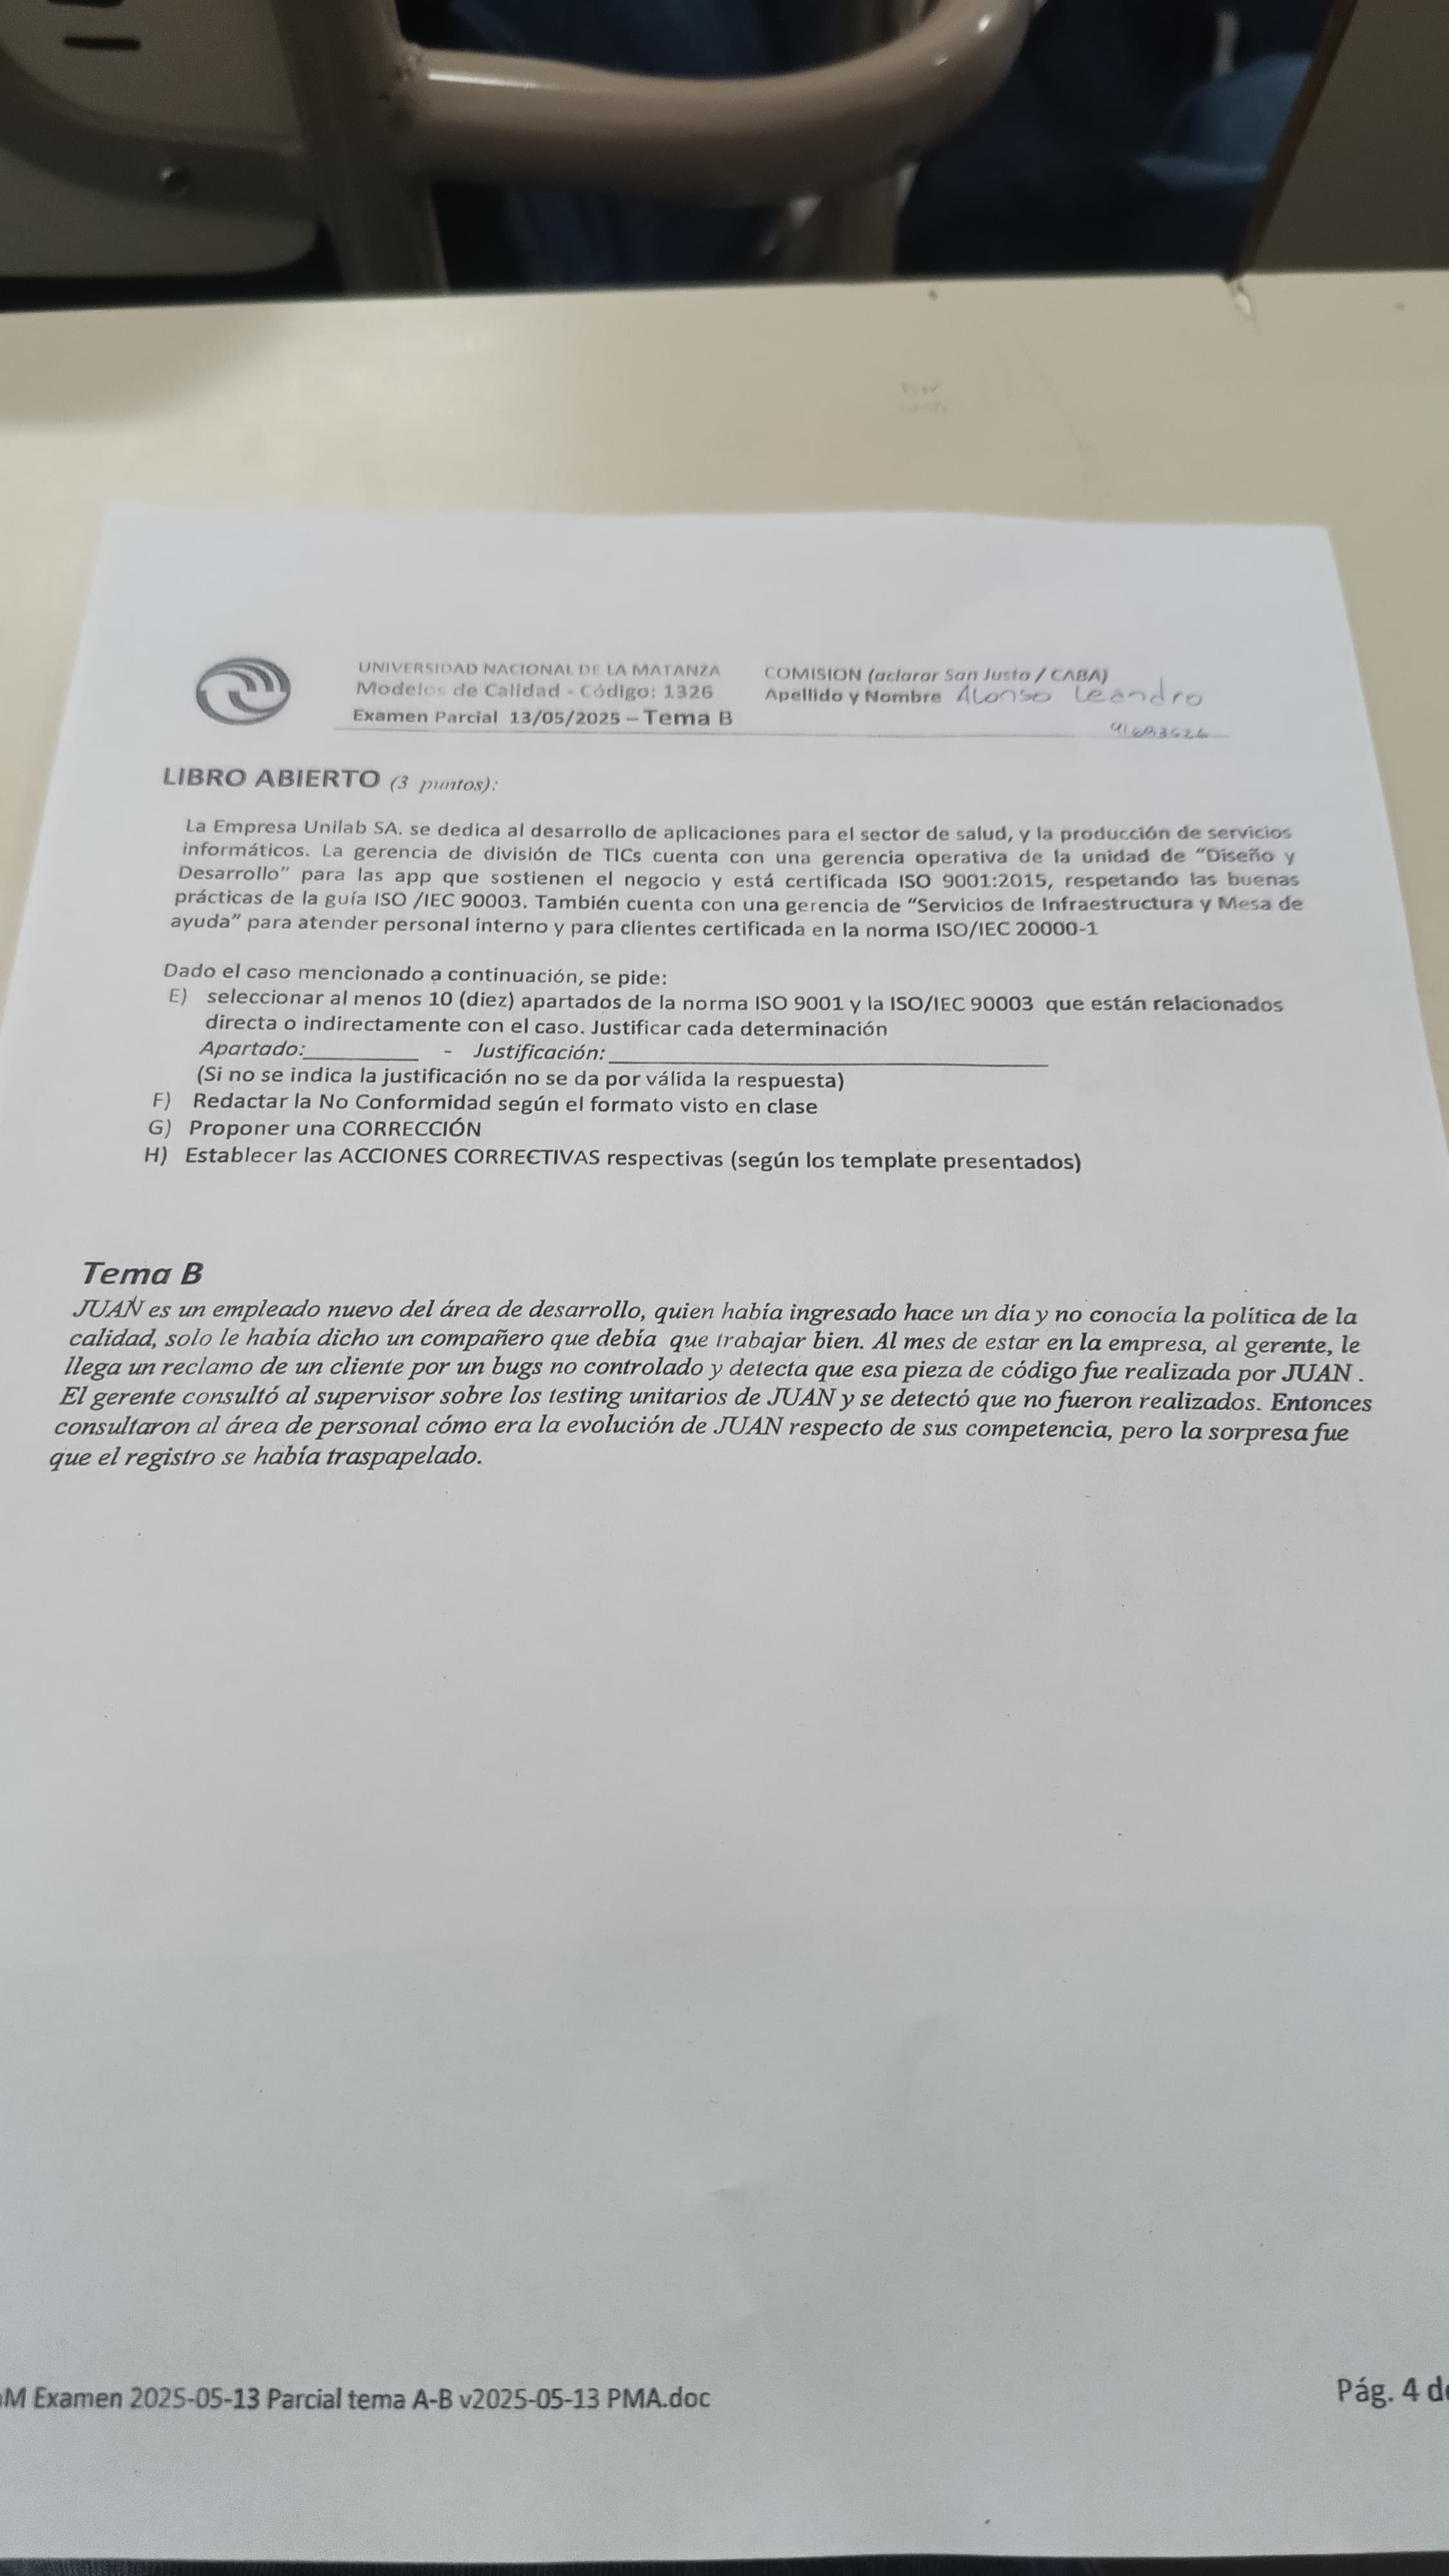 UNIVERSIDAD NACIONAL DE LA MATANZA
Modelos de Calidad - Código: 1326
Examen Parcial 13/05/2025 – Tema B
COMISION (aclarar San Justo / CABA)
Apellido y Nombre Alonso Leandro
LIBRO ABIERTO (3 puntos):
La Empresa Unilab SA. se dedica al desarrollo de aplicaciones para el sector de salud, y la producción de servicios
informáticos. La gerencia de división de TICs cuenta con una gerencia operativa de la unidad de “Diseño y
Desarrollo” para las app que sostienen el negocio y está certificada ISO 9001:2015, respetando las buenas
prácticas de la guía ISO /IEC 90003. También cuenta con una gerencia de “Servicios de Infraestructura y Mesa de
ayuda” para atender personal interno y para clientes certificada en la norma ISO/IEC 20000-1
Dado el caso mencionado a continuación, se pide:
E) seleccionar al menos 10 (diez) apartados de la norma ISO 9001 y la ISO/IEC 90003 que están relacionados
directa o indirectamente con el caso. Justificar cada determinación
Apartado:__________ - Justificación:____________________________________
(Si no se indica la justificación no se da por válida la respuesta)
F) Redactar la No Conformidad según el formato visto en clase
G) Proponer una CORRECCIÓN
H) Establecer las ACCIONES CORRECTIVAS respectivas (según los template presentados)
Tema B
JUAN es un empleado nuevo del área de desarrollo, quien había ingresado hace un día y no conocía la política de la
calidad, solo le había dicho un compañero que debía que trabajar bien. Al mes de estar en la empresa, al gerente, le
llega un reclamo de un cliente por un bugs no controlado y detecta que esa pieza de código fue realizada por JUAN .
El gerente consultó al supervisor sobre los testing unitarios de JUAN y se detectó que no fueron realizados. Entonces
consultaron al área de personal cómo era la evolución de JUAN respecto de sus competencia, pero la sorpresa fue
que el registro se había traspapelado.
M Examen 2025-05-13 Parcial tema A-B v2025-05-13 PMA.doc
Pág. 4 de